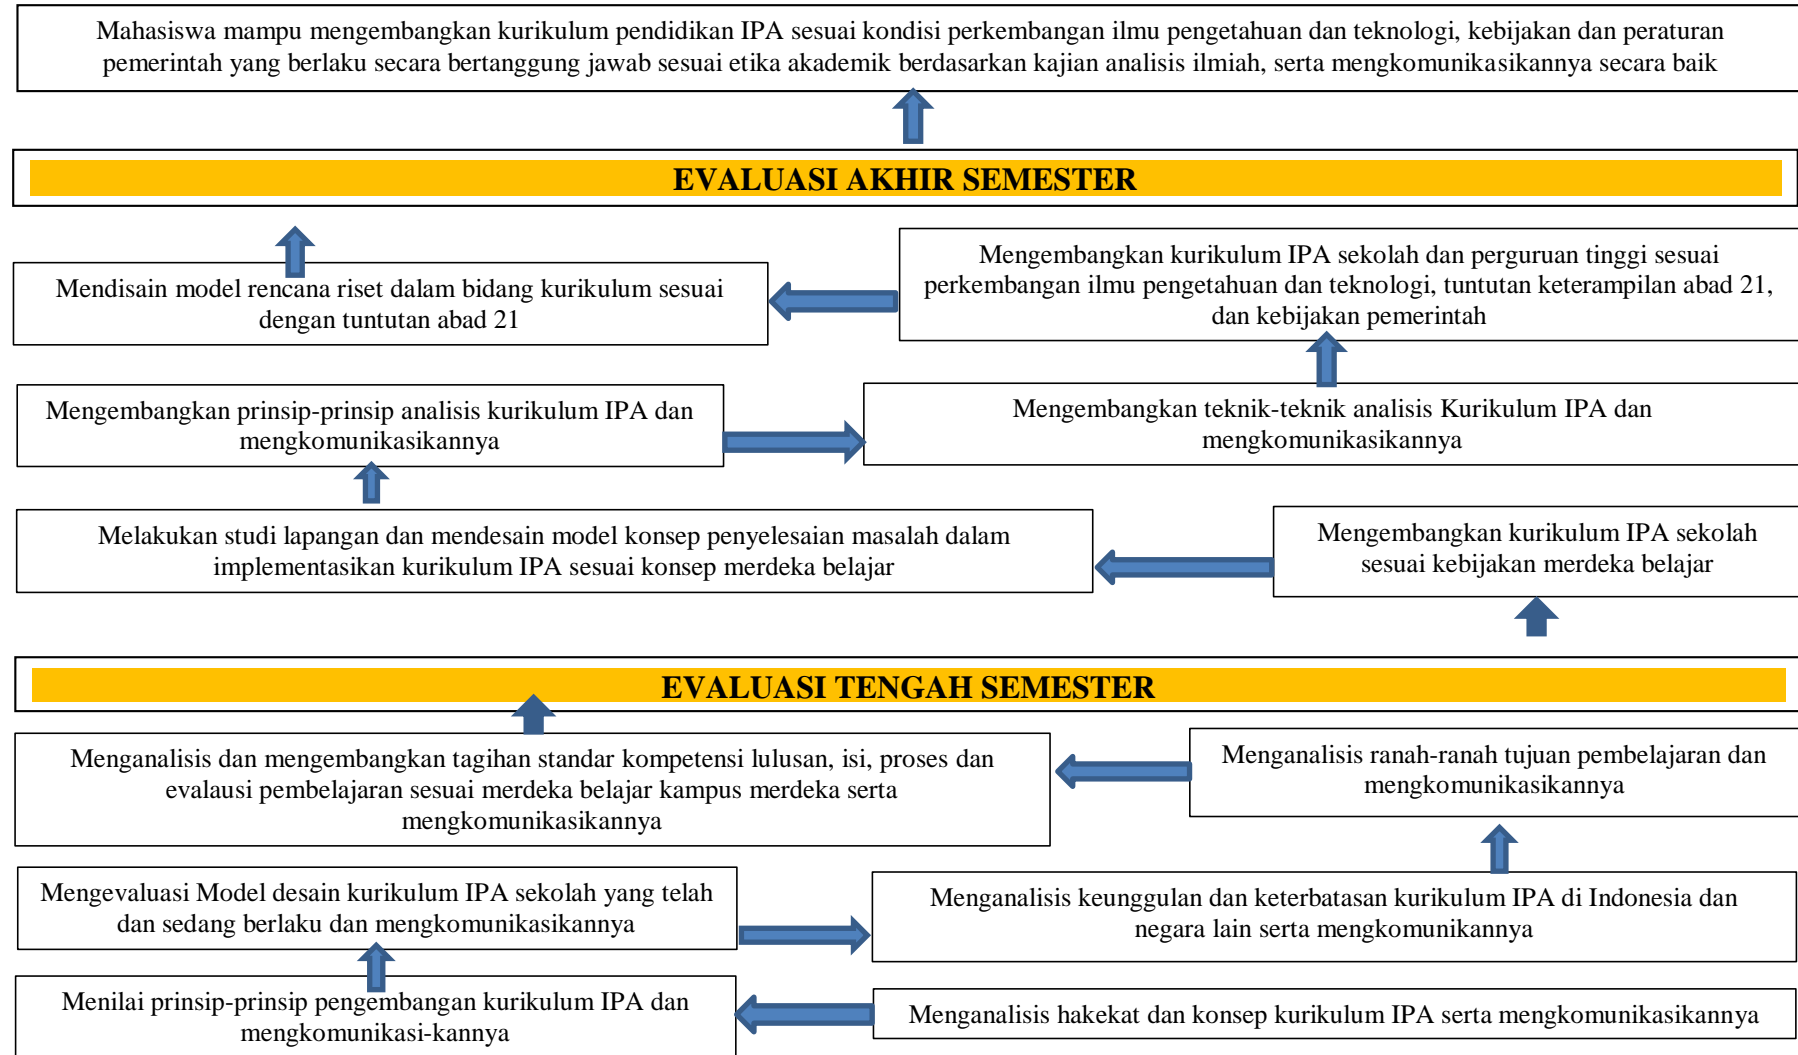 Mahasiswa mampu mengembangkan kurikulum pendidikan IPA sesuai kondisi perkembangan ilmu pengetahuan dan teknologi, kebijakan dan peraturan
pemerintah yang berlaku secara bertanggung jawab sesuai etika akademik berdasarkan kajian analisis ilmiah, serta mengkomunikasikannya secara baik
EVALUASI AKHIR SEMESTER
Mendisain model rencana riset dalam bidang kurikulum sesuai
dengan tuntutan abad 21
Mengembangkan kurikulum IPA sekolah dan perguruan tinggi sesuai
perkembangan ilmu pengetahuan dan teknologi, tuntutan keterampilan abad 21,
dan kebijakan pemerintah
Mengembangkan prinsip-prinsip analisis kurikulum IPA dan
mengkomunikasikannya
Mengembangkan teknik-teknik analisis Kurikulum IPA dan
mengkomunikasikannya
Melakukan studi lapangan dan mendesain model konsep penyelesaian masalah dalam
implementasikan kurikulum IPA sesuai konsep merdeka belajar
Mengembangkan kurikulum IPA sekolah
sesuai kebijakan merdeka belajar
EVALUASI TENGAH SEMESTER
Menganalisis dan mengembangkan tagihan standar kompetensi lulusan, isi, proses dan
evalausi pembelajaran sesuai merdeka belajar kampus merdeka serta
mengkomunikasikannya
Menganalisis ranah-ranah tujuan pembelajaran dan
mengkomunikasikannya
Mengevaluasi Model desain kurikulum IPA sekolah yang telah
dan sedang berlaku dan mengkomunikasikannya
Menganalisis keunggulan dan keterbatasan kurikulum IPA di Indonesia dan
negara lain serta mengkomunikannya
Menilai prinsip-prinsip pengembangan kurikulum IPA dan
mengkomunikasi-kannya
Menganalisis hakekat dan konsep kurikulum IPA serta mengkomunikasikannya